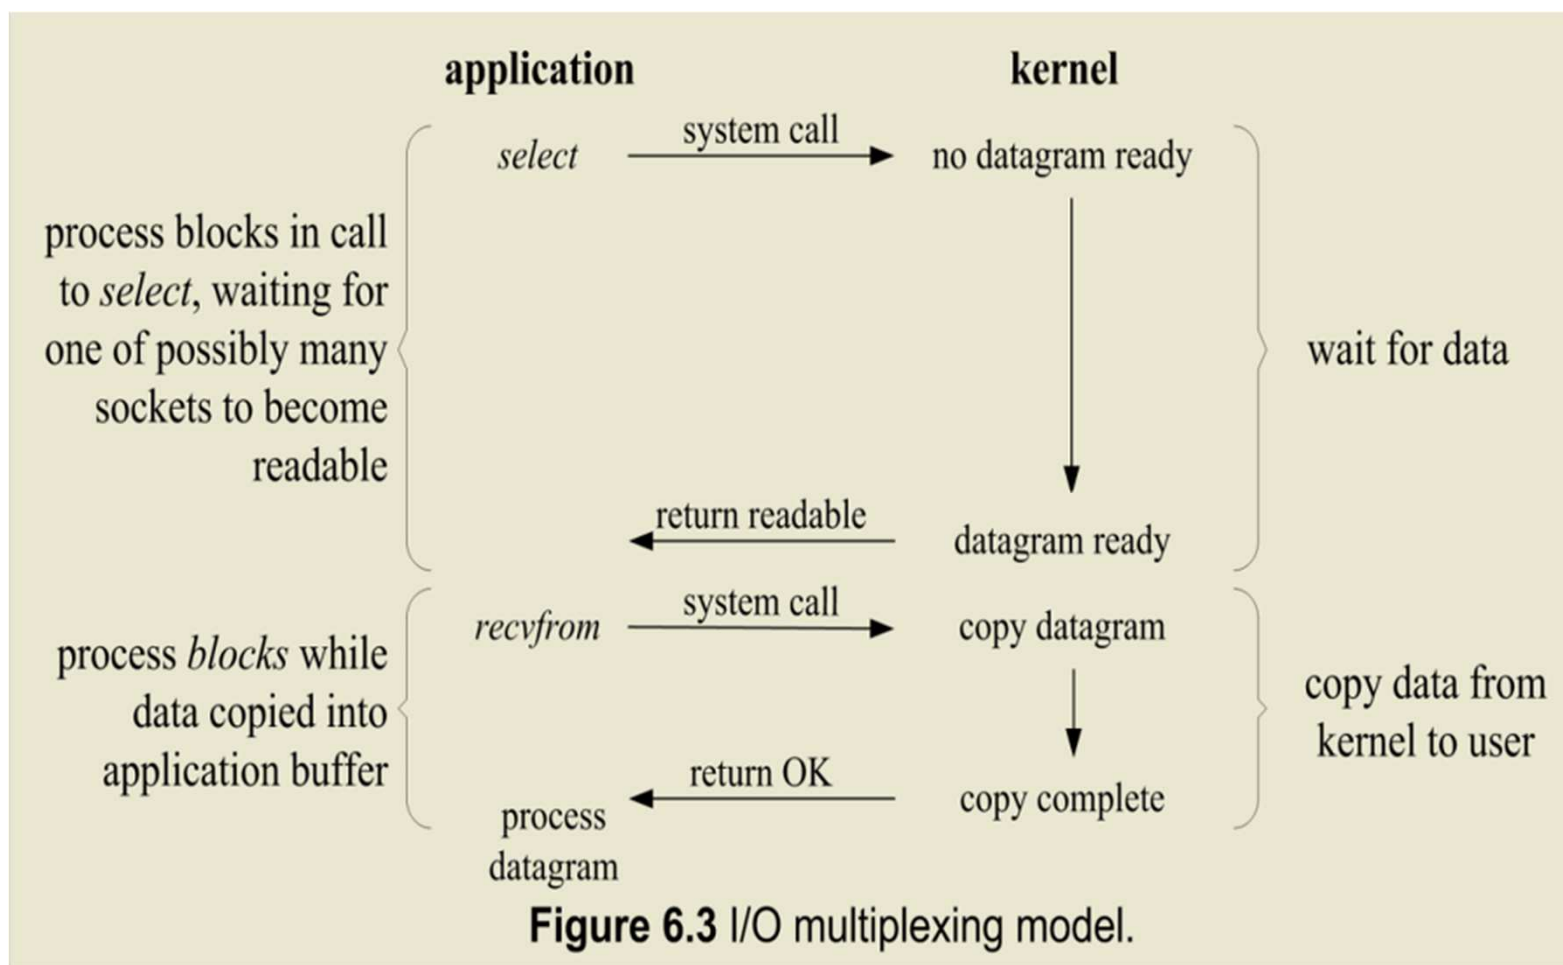 application
kernel
system call
select
no datagram ready
process blocks in call
to select, waiting for
one of possibly many
sockets to become
readable
wait for data
return readable
datagram ready
system call
recvfrom
copy datagram
process blocks while
data copied into
application buffer
copy data from
kernel to user
return OK
copy complete
process
datagram
Figure 6.3 I/O multiplexing model.